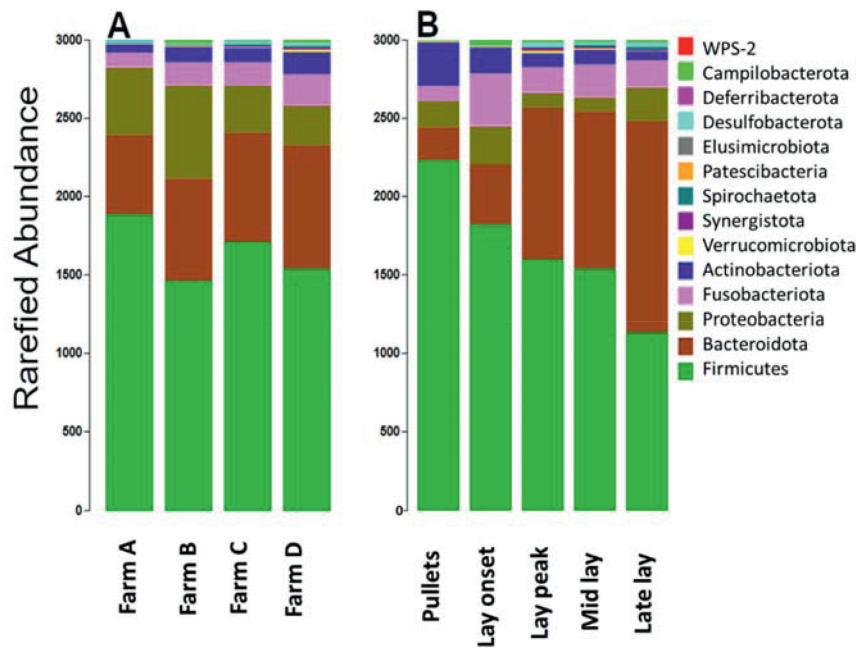 A
B
Rarefied Abundance
3000
2500
2000
1500
1000
500
0
Farm A
Farm B
Farm C
Farm D
3000
2500
2000
1500
1000
500
0
Pullets
Lay onset
Lay peak
Mid lay
Late lay
WPS-2
Campilobacterota
Deferribacterota
Desulfobacterota
Elusimicrobiota
Patescibacteria
Spirochaetota
Synergistota
Verrucomicrobiota
Actinobacteriota
Fusobacteriota
Proteobacteria
Bacteroidota
Firmicutes